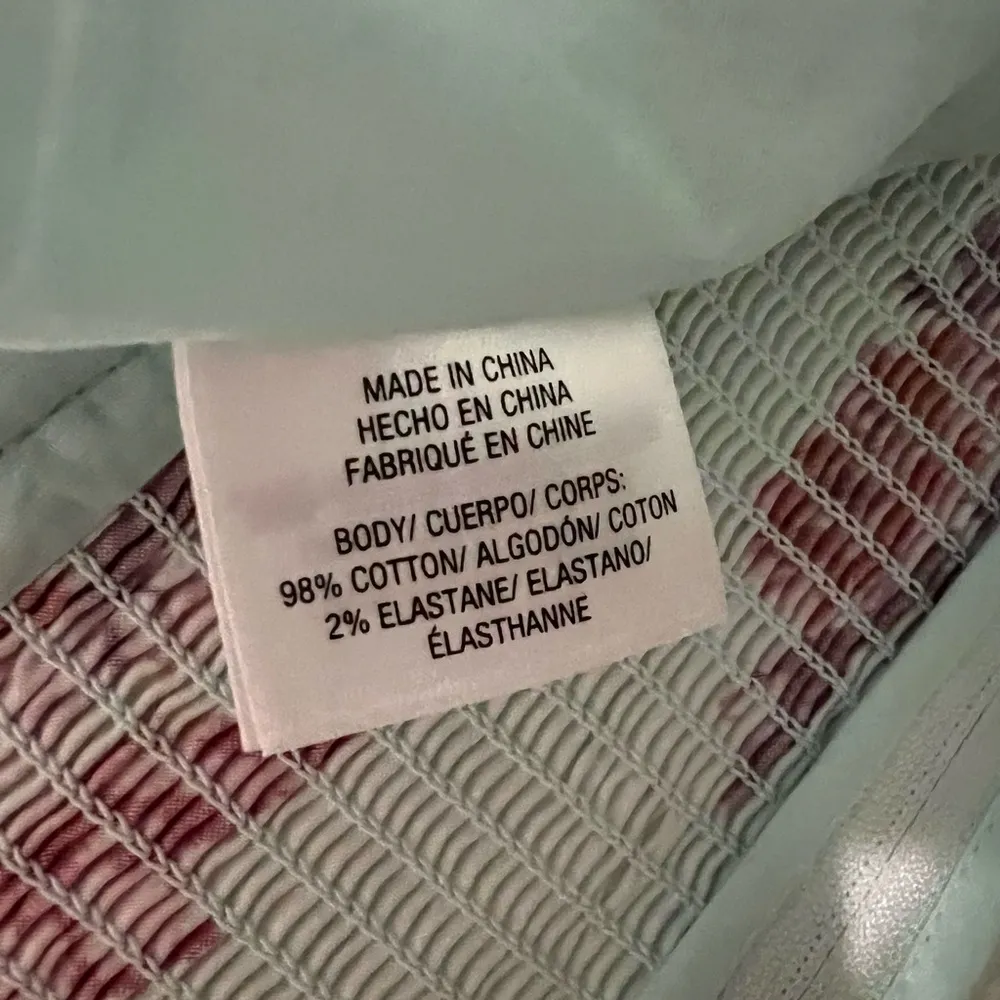 MADE IN CHINA
HECHO EN CHINA
FABRIQUÉ EN CHINE
BODY/ CUERPO/ CORPS:
98% COTTON/ ALGODÓN/ COTON
2% ELASTANE/ ELASTANO/
ÉLASTHANNE